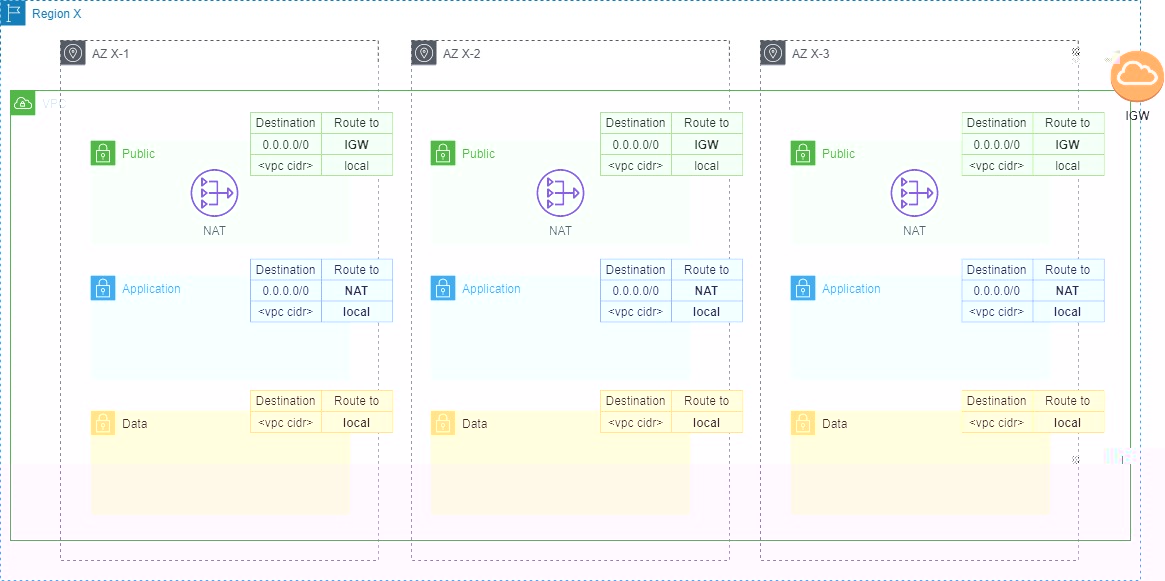 Region X
AZ X-1
AZ X-2
AZ X-3
IGW
VPC
Destination Route to
0.0.0.0/0 IGW
<vpc cidr> local
Public
NAT
Destination Route to
0.0.0.0/0 IGW
<vpc cidr> local
Public
NAT
Destination Route to
0.0.0.0/0 IGW
<vpc cidr> local
Public
NAT
Destination Route to
0.0.0.0/0 NAT
<vpc cidr> local
Application
Destination Route to
0.0.0.0/0 NAT
<vpc cidr> local
Application
Destination Route to
0.0.0.0/0 NAT
<vpc cidr> local
Application
Destination Route to
<vpc cidr> local
Data
Destination Route to
<vpc cidr> local
Data
Destination Route to
<vpc cidr> local
Data